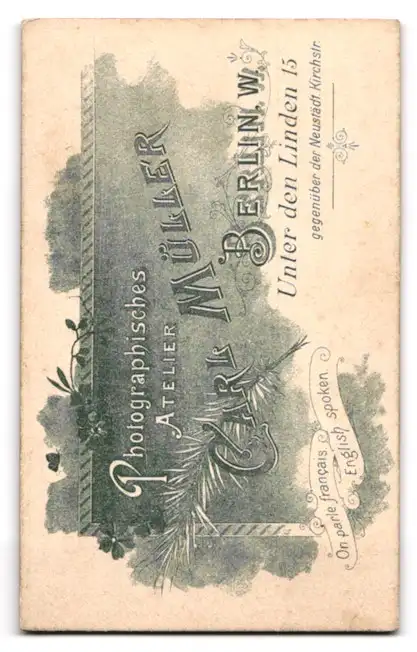 Photographisches
ATELIER
CARL MÜLLER
BERLIN. W.
Unter den Linden 15
gegenüber der Neustädt. Kirchstr.
On parle français
English spoken